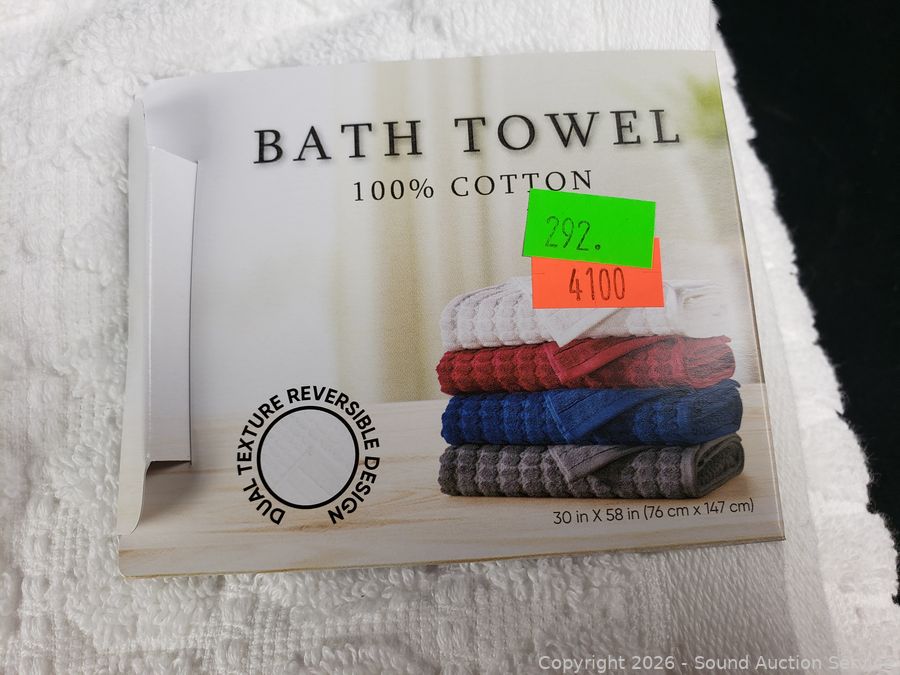 BATH TOWEL
100% COTTON
292.
4100
DUAL TEXTURE REVERSIBLE DESIGN
30 in X 58 in (76 cm x 147 cm)
Copyright © 2026 - Sound Auction Service